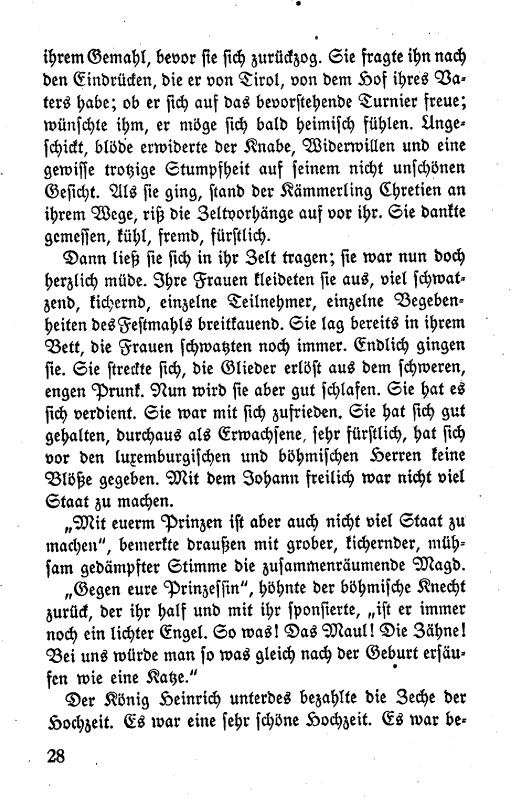 ihrem Gemahl, bevor sie sich zurückzog. Sie fragte ihn nach
den Eindrücken, die er von Tirol, von dem Hof ihres Va-
ters habe; ob er sich auf das bevorstehende Turnier freue;
wünschte ihm, er möge sich bald heimisch fühlen. Unge-
schickt, blöde erwiderte der Knabe, Widerwillen und eine
gewisse trotzige Stumpfheit auf seinem nicht unschönen
Gesicht. Als sie ging, stand der Kämmerling Chretien an
ihrem Wege, riß die Zeltvorhänge auf vor ihr. Sie dankte
gemessen, kühl, fremd, fürstlich.
Dann ließ sie sich in ihr Zelt tragen; sie war nun doch
herzlich müde. Ihre Frauen kleideten sie aus, viel schwat-
zend, kichernd, einzelne Teilnehmer, einzelne Begeben-
heiten des Festmahls breitkauend. Sie lag bereits in ihrem
Bett, die Frauen schwatzten noch immer. Endlich gingen
sie. Sie streckte sich, die Glieder erlöst aus dem schweren,
engen Prunk. Nun wird sie aber gut schlafen. Sie hat es
sich verdient. Sie war mit sich zufrieden. Sie hat sich gut
gehalten, durchaus als Erwachsene, sehr fürstlich, hat sich
vor den luxemburgischen und böhmischen Herren keine
Blöße gegeben. Mit dem Johann freilich war nicht viel
Staat zu machen.
„Mit euerm Prinzen ist aber auch nicht viel Staat zu
machen“, bemerkte draußen mit grober, kichernder, müh-
sam gedämpfter Stimme die zusammenräumende Magd.
„Gegen eure Prinzessin“, höhnte der böhmische Knecht
zurück, der ihr half und mit ihr sponsierte, „ist er immer
noch ein lichter Engel. So was! Das Maul! Die Zähne!
Bei uns würde man so was gleich nach der Geburt ersäu-
fen wie eine Katze.“
Der König Heinrich unterdes bezahlte die Zeche der
Hochzeit. Es war eine sehr schöne Hochzeit. Es war be-
28